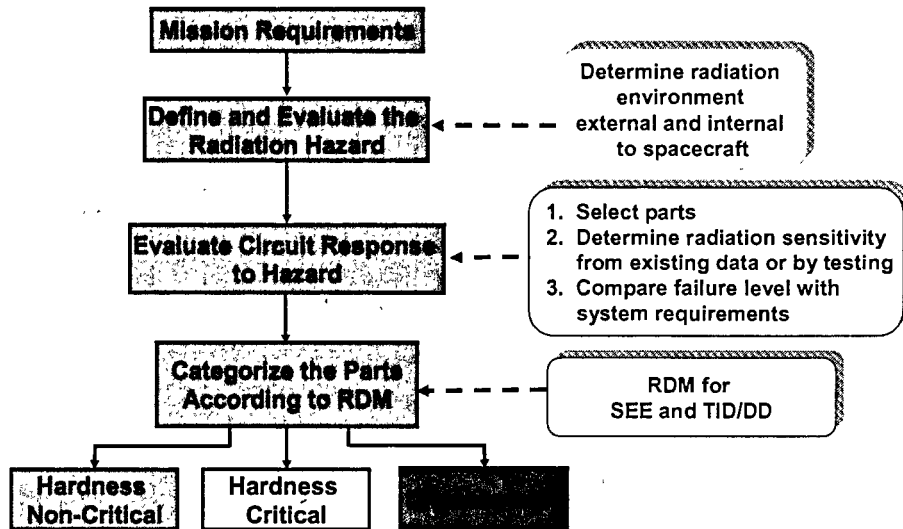 Mission Requirements
Define and Evaluate the
Radiation Hazard
Determine radiation
environment
external and internal
to spacecraft
Evaluate Circuit Response
to Hazard
1. Select parts
2. Determine radiation sensitivity
from existing data or by testing
3. Compare failure level with
system requirements
Categorize the Parts
According to RDM
RDM for
SEE and TID/DD
Hardness
Non-Critical
Hardness
Critical